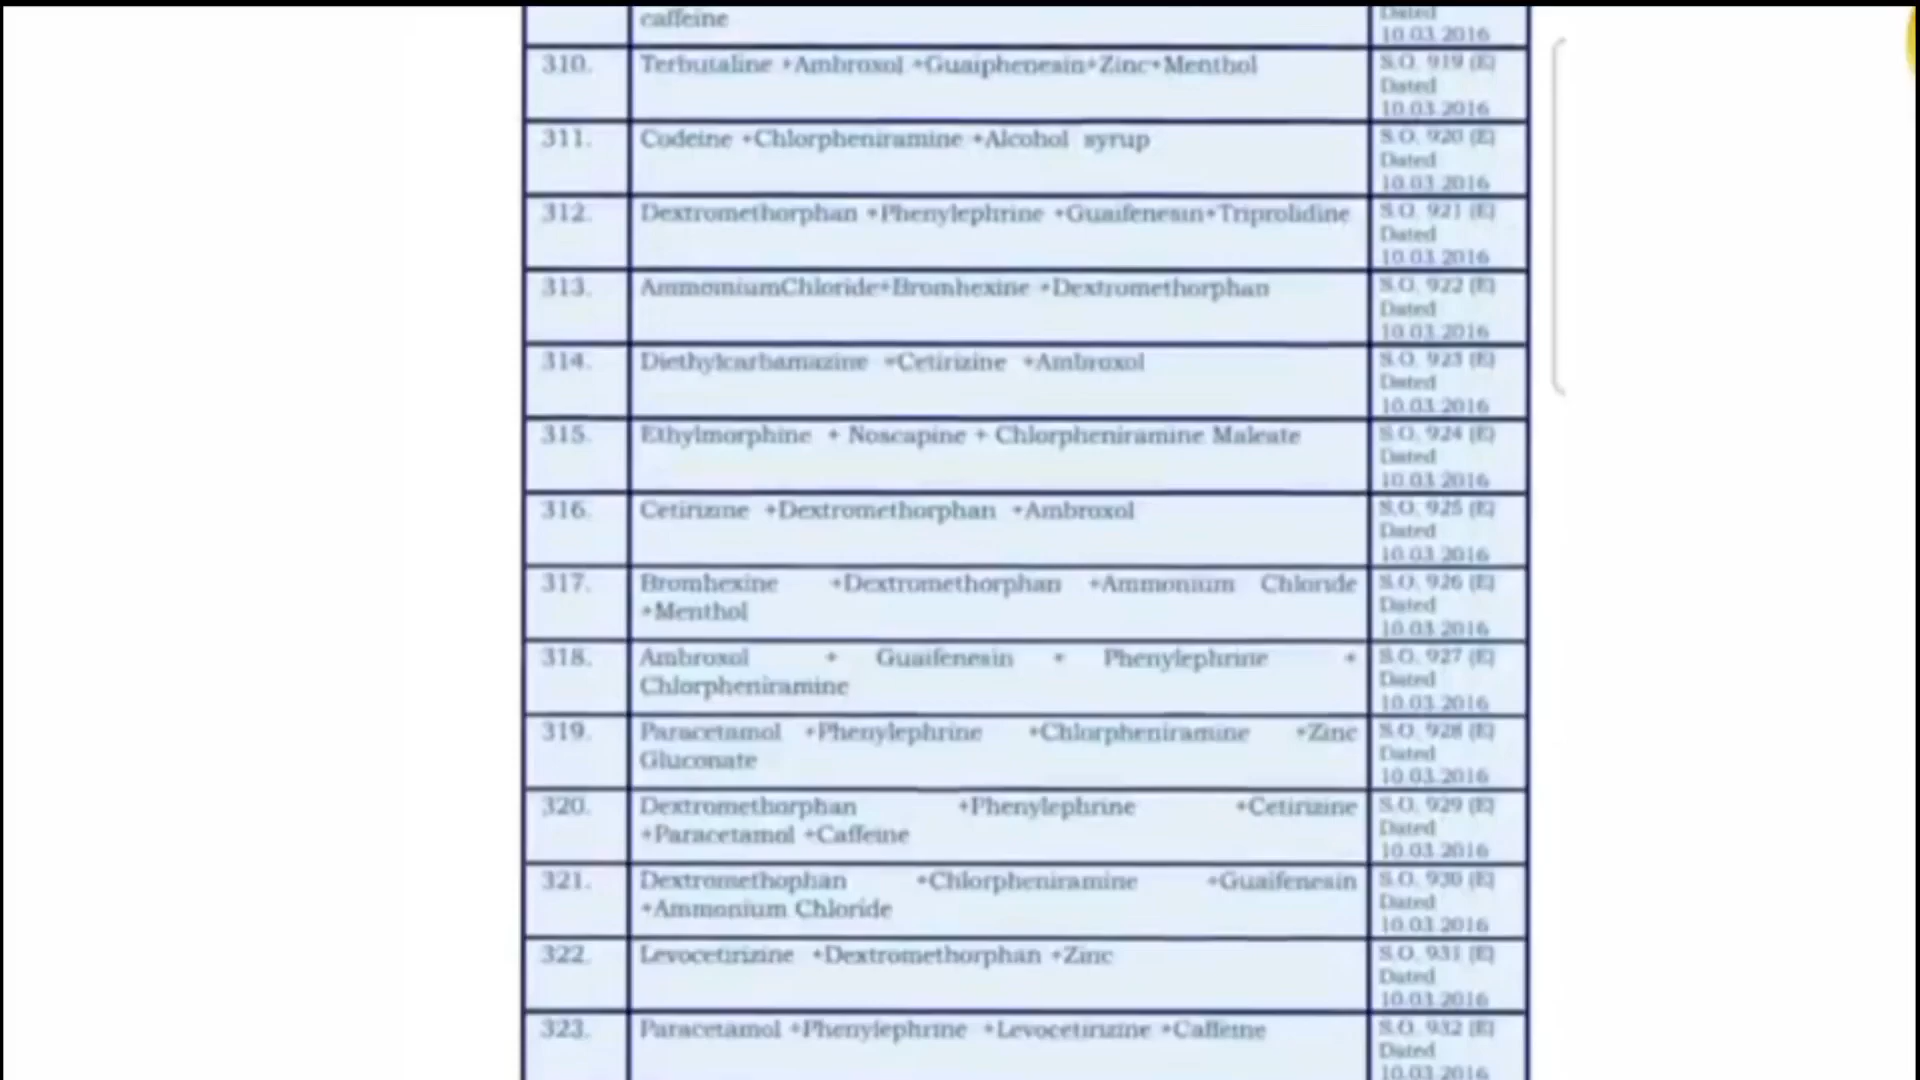 caffeine
Dated
10.03.2016
310. Terbutaline +Ambroxol +Guaiphenesin+Zinc+Menthol S.O. 919 (E)
Dated
10.03.2016
311. Codeine +Chlorpheniramine +Alcohol syrup S.O. 920 (E)
Dated
10.03.2016
312. Dextromethorphan +Phenylephrine +Guaifenesin+Triprolidine S.O. 921 (E)
Dated
10.03.2016
313. AmmoniumChloride+Bromhexine +Dextromethorphan S.O. 922 (E)
Dated
10.03.2016
314. Diethylcarbamazine +Cetirizine +Ambroxol S.O. 923 (E)
Dated
10.03.2016
315. Ethylmorphine + Noscapine + Chlorpheniramine Maleate S.O. 924 (E)
Dated
10.03.2016
316. Cetirizine +Dextromethorphan +Ambroxol S.O. 925 (E)
Dated
10.03.2016
317. Bromhexine +Dextromethorphan +Ammonium Chloride S.O. 926 (E)
+Menthol Dated
10.03.2016
318. Ambroxol + Guaifenesin + Phenylephrine + S.O. 927 (E)
Chlorpheniramine Dated
10.03.2016
319. Paracetamol +Phenylephrine +Chlorpheniramine +Zinc S.O. 928 (E)
Gluconate Dated
10.03.2016
320. Dextromethorphan +Phenylephrine +Cetirizine S.O. 929 (E)
+Paracetamol +Caffeine Dated
10.03.2016
321. Dextromethophan +Chlorpheniramine +Guaifenesin S.O. 930 (E)
+Ammonium Chloride Dated
10.03.2016
322. Levocetirizine +Dextromethorphan +Zinc S.O. 931 (E)
Dated
10.03.2016
323. Paracetamol +Phenylephrine +Levocetirizine +Caffeine S.O. 932 (E)
Dated
10.03.2016